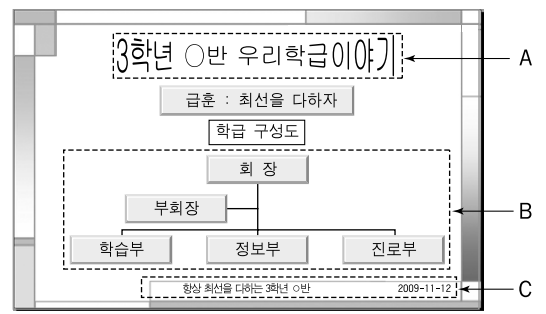 3학년 ○반 우리학급이야기
A
급훈 : 최선을 다하자
학급 구성도
회 장
부회장
B
학습부 정보부 진로부
항상 최선을 다하는 3학년 ○반 2009-11-12
C